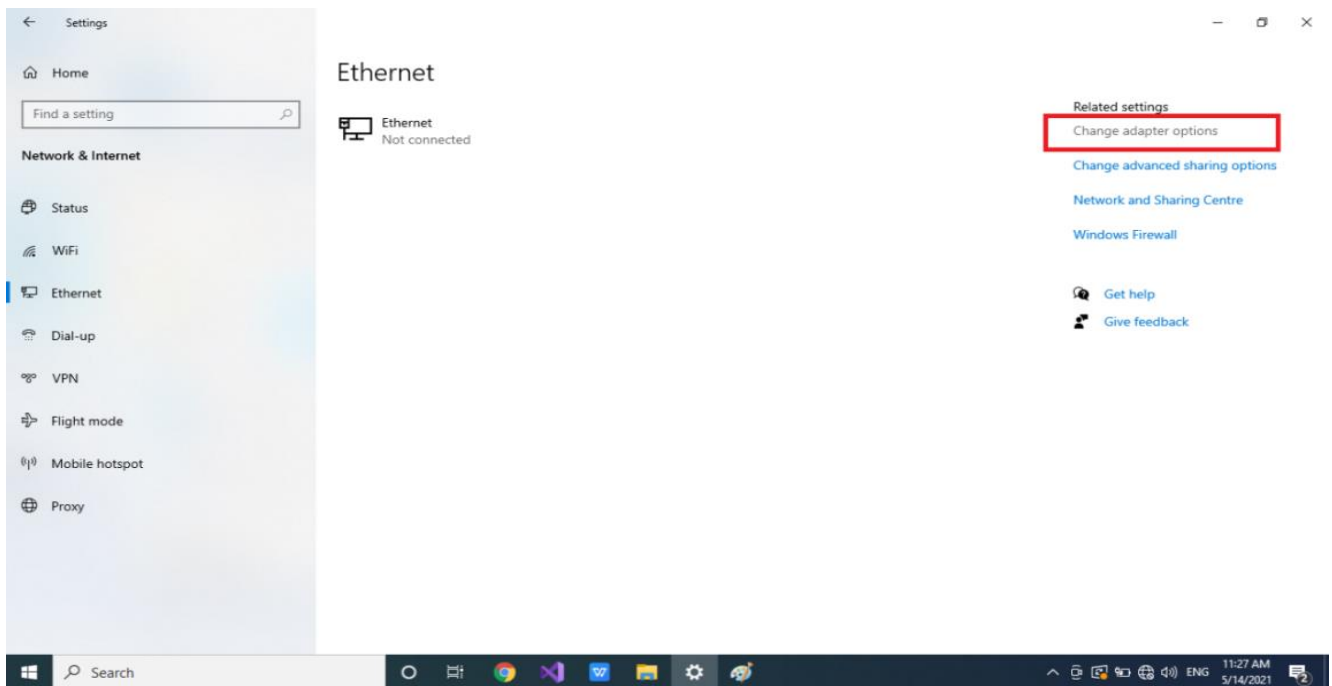 Settings
Home
Find a setting
Network & Internet
Status
WiFi
Ethernet
Dial-up
VPN
Flight mode
Mobile hotspot
Proxy
Ethernet
Ethernet
Not connected
Related settings
Change adapter options
Change advanced sharing options
Network and Sharing Centre
Windows Firewall
Get help
Give feedback
Search
ENG
11:27 AM
5/14/2021
2